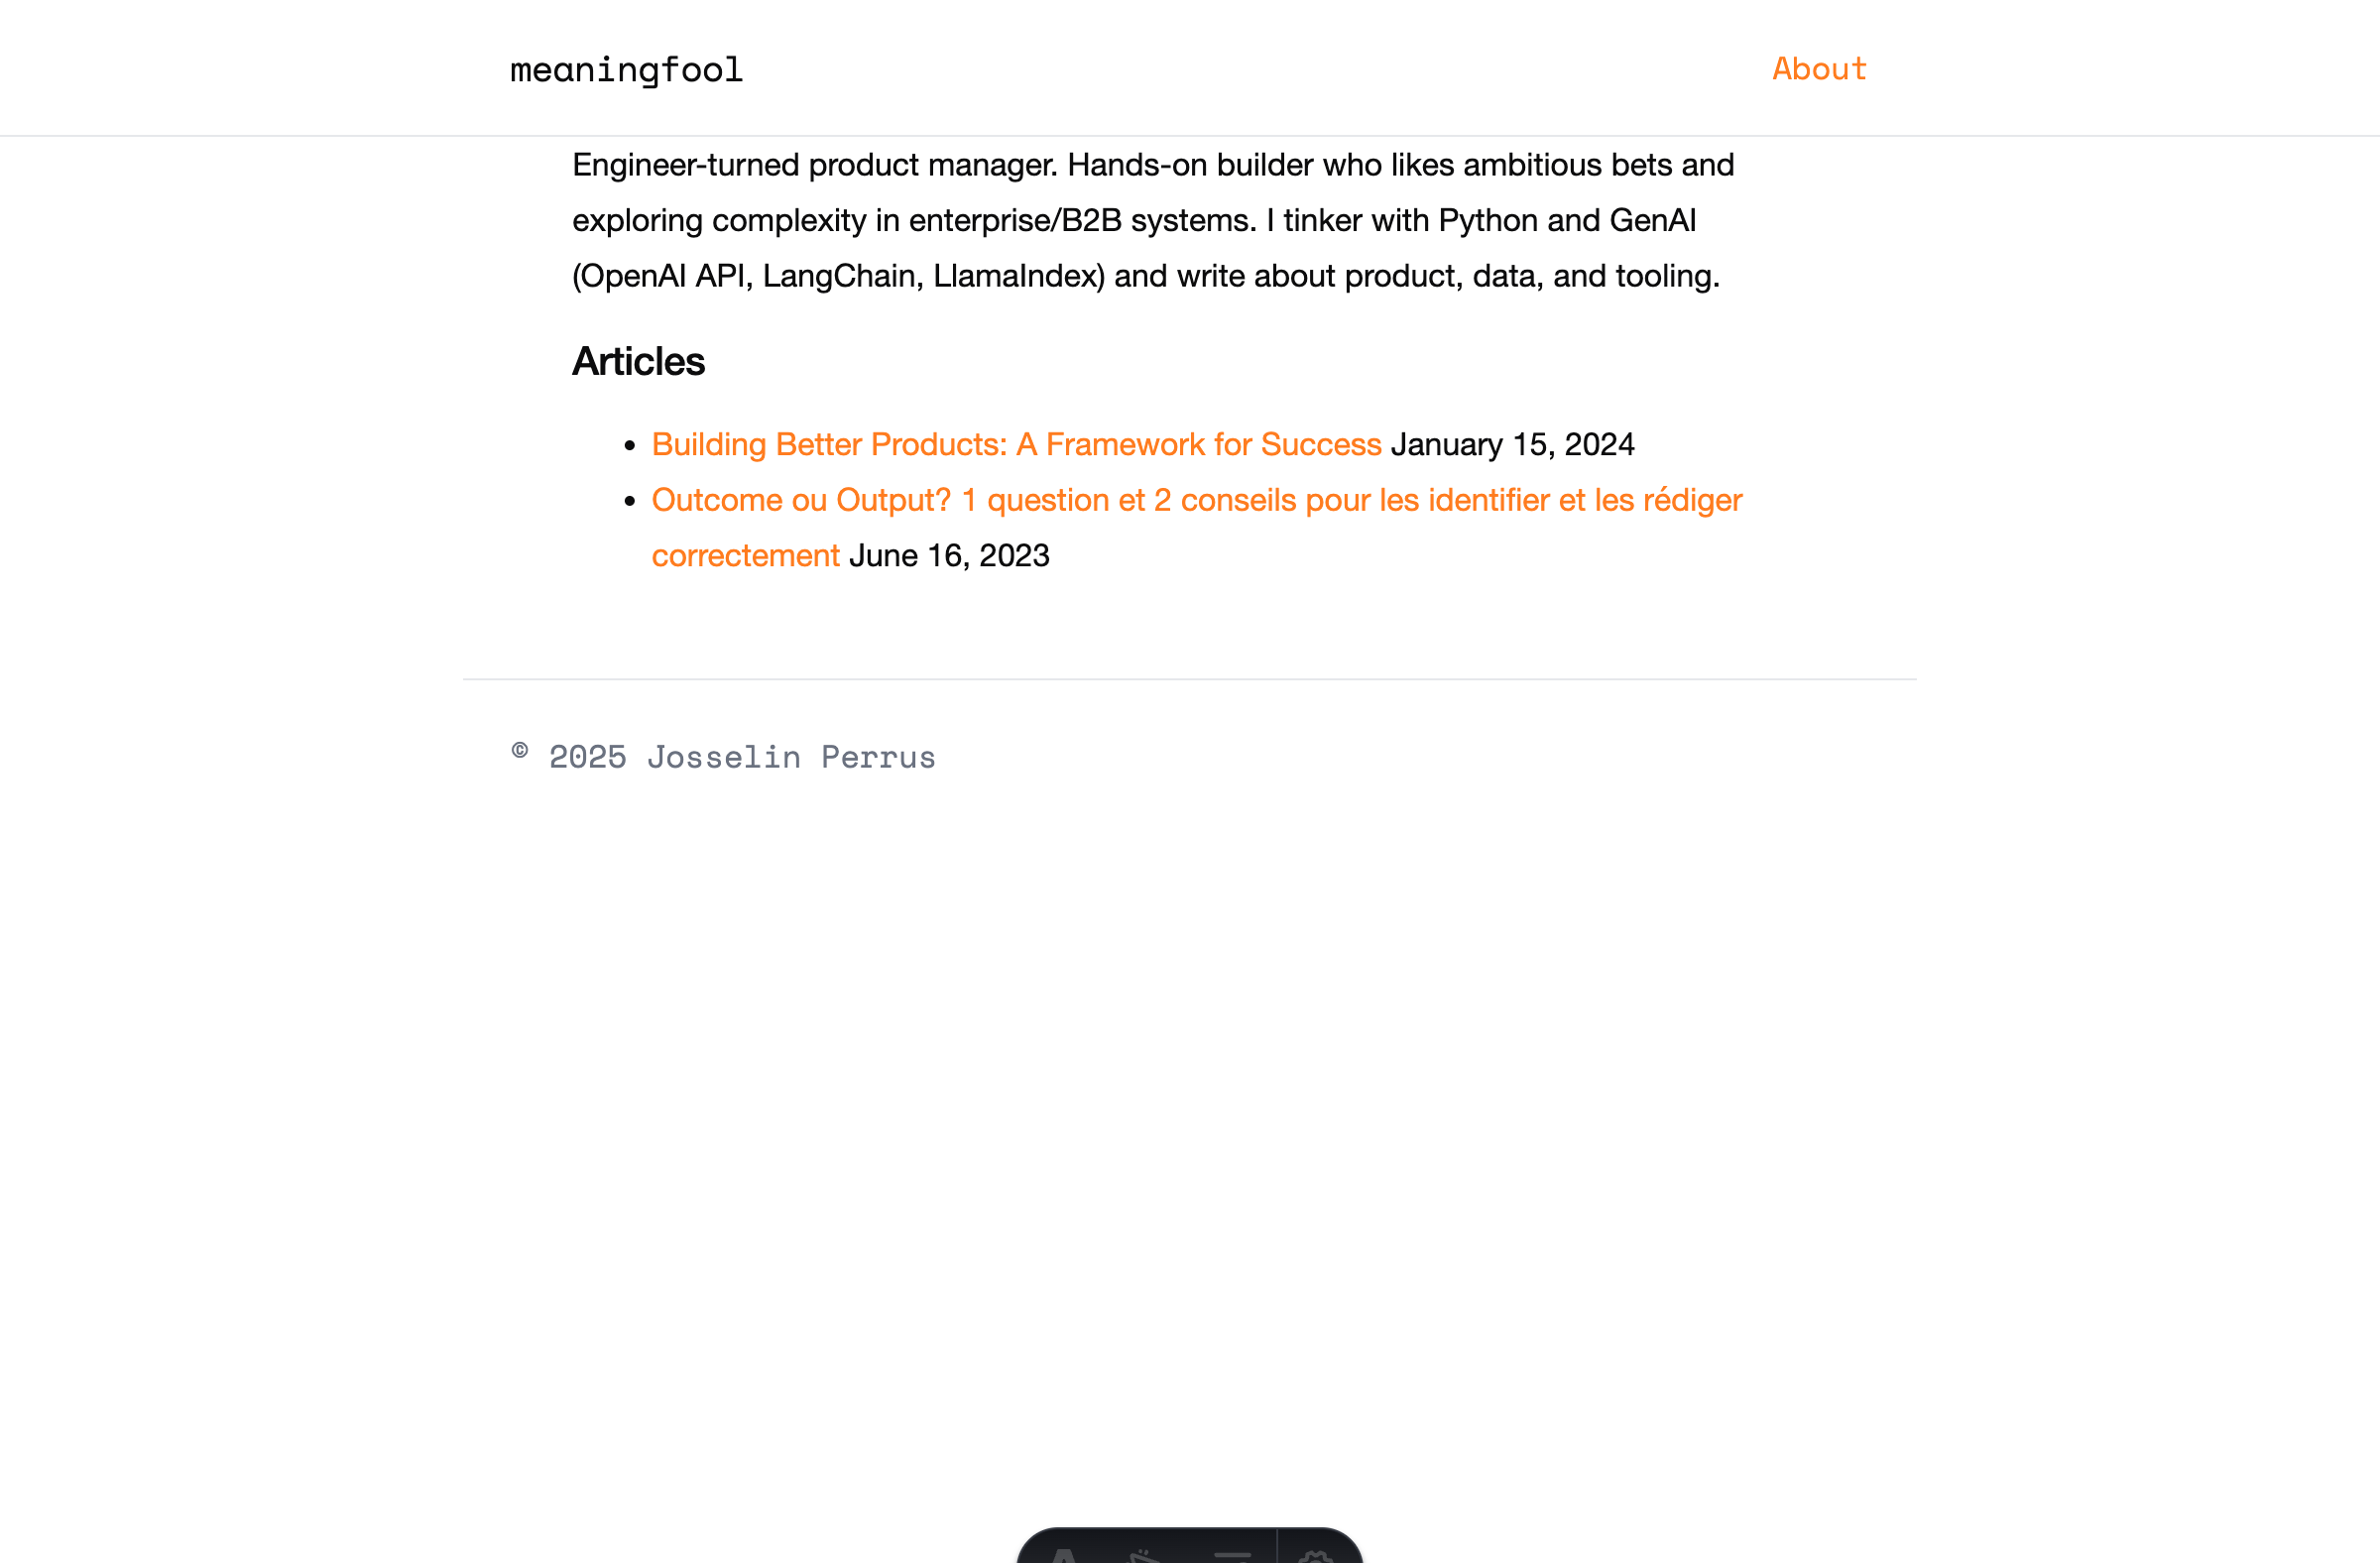 meaningfool
About
Engineer-turned product manager. Hands-on builder who likes ambitious bets and
exploring complexity in enterprise/B2B systems. I tinker with Python and GenAI
(OpenAI API, LangChain, LlamaIndex) and write about product, data, and tooling.
Articles
Building Better Products: A Framework for Success January 15, 2024
Outcome ou Output? 1 question et 2 conseils pour les identifier et les rédiger
correctement June 16, 2023
© 2025 Josselin Perrus